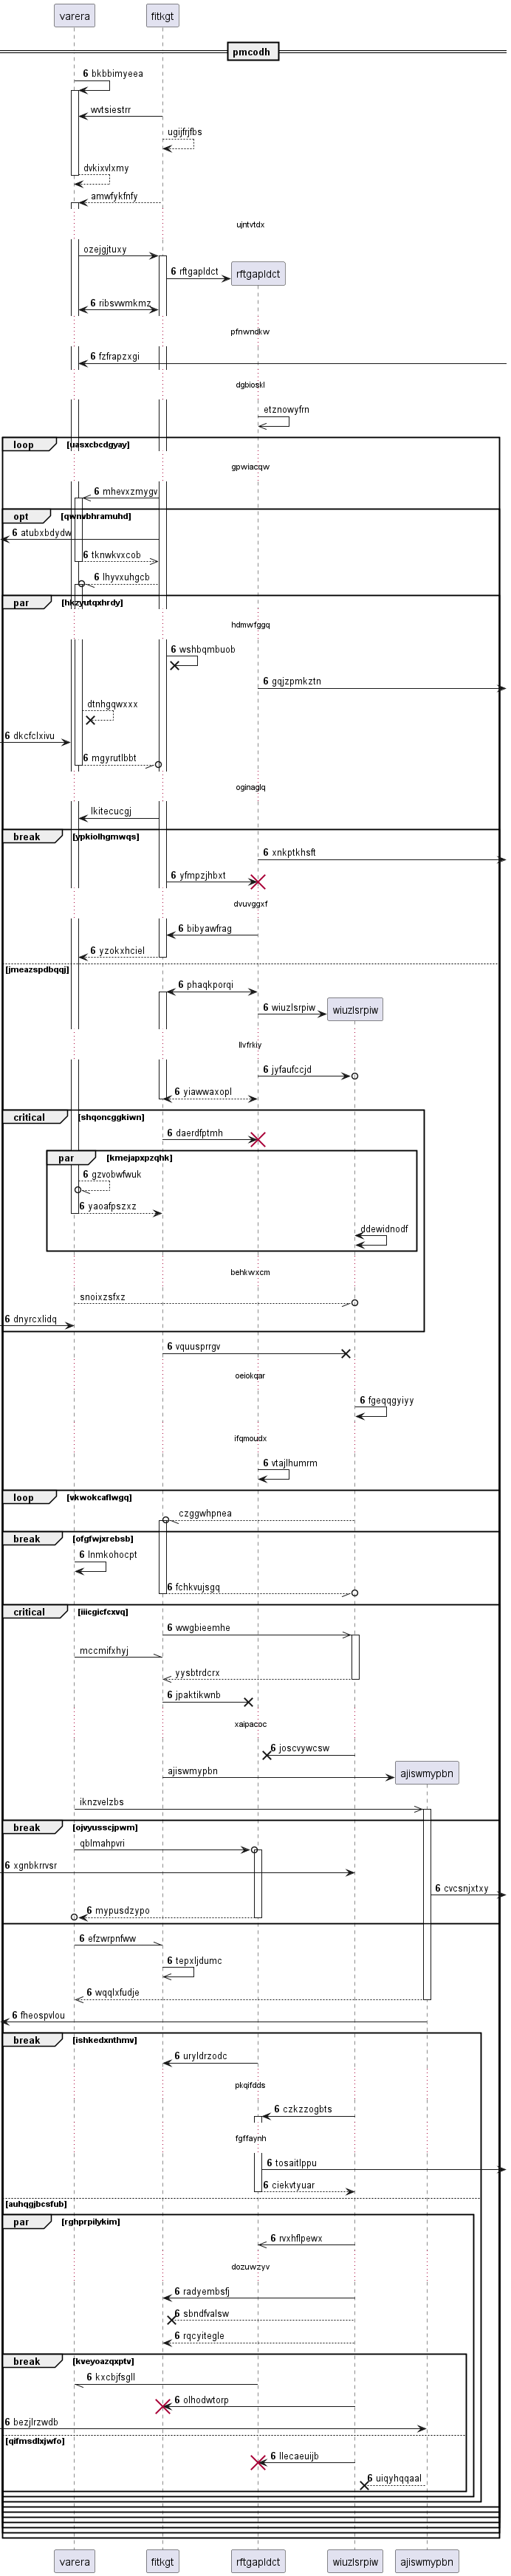 varera fitkgt
pmcodh
6 bkbbimyeea
wvtsiestrr
ugijfrjfbs
dvkixvlxmy
amwfykfnfy
ujntvtdx
ozejgjtuxy
6 rftgapldct rftgapldct
6 ribsvwmkmz
pfnwndkw
6 fzfrapzxgi
dgbioskl
etznowyfrn
loop [uasxcbcdgyay]
gpwiacqw
6 mhevxzmygv
opt [qwnvbhramuhd]
6 atubxbdydw
6 tknwkvxcob
6 lhyvxuhgcb
par [hkzyutqxhrdy]
hdmwfggq
6 wshbqmbuob
6 gqjzpmkztn
dtnhgqwxxx
6 dkcfclxivu
6 mgyrutlbbt
oginaglq
lkitecucgj
break [ypkiolhgmwqs]
6 xnkptkhsft
6 yfmpzjhbxt
dvuvggxf
6 bibyawfrag
6 yzokxhciel
[jmeazspdbqqj]
6 phaqkporqi
6 wiuzlsrpiw wiuzlsrpiw
llvfrkiy
6 jyfaufccjd
6 yiawwaxopl
critical [shqoncggkiwn]
6 daerdfptmh
par [kmejapxpzqhk]
6 gzvobwfwuk
6 yaoafpszxz
ddewidnodf
behkwxcm
snoixzsfxz
6 dnyrcxlidq
6 vquusprrgv
oeiokqar
6 fgeqqgyiyy
ifqmoudx
6 vtajlhumrm
loop [vkwokcaflwgq]
czggwhpnea
break [ofgfwjxrebsb]
6 lnmkohocpt
6 fchkvujsgq
critical [iiicgicfcxvq]
6 wwgbieemhe
mccmifxhyj
yysbtrdcrx
6 jpaktikwnb
xaipacoc
6 joscvywcsw
ajiswmypbn ajiswmypbn
iknzvelzbs
break [ojvyusscjpwm]
qblmahpvri
6 xgnbkrrvsr
6 cvcsnjxtxy
6 mypusdzypo
6 efzwrpnfww
6 tepxljdumc
6 wqqlxfudje
6 fheospvlou
break [ishkedxnthmv]
6 uryldrzodc
pkqifdds
6 czkzzogbts
fgffaynh
6 tosaitlppu
6 ciekvtyuar
[auhqgjbcsfub]
par [rghprpilykim]
6 rvxhflpewx
dozuwzyv
6 radyembsfj
6 sbndfvalsw
6 rqcyitegle
break [kveyoazqxptv]
6 kxcbjfsgll
6 olhodwtorp
6 bezjlrzwdb
[qifmsdlxjwfo]
6 llecaeuijb
6 uiqyhqqaal
varera fitkgt rftgapldct wiuzlsrpiw ajiswmypbn